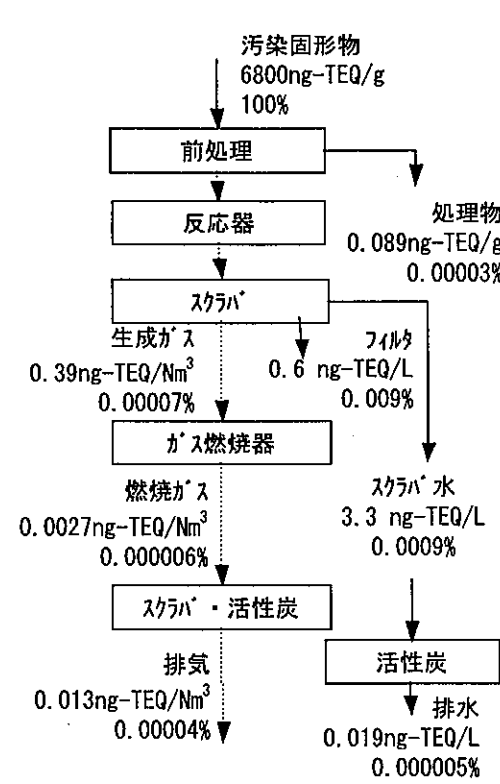 汚染固形物
6800ng-TEQ/g
100%
前処理
処理物
0.089ng-TEQ/g
0.00003%
反応器
ｽｸﾗﾊﾞ
生成ｶﾞｽ
0.39ng-TEQ/Nm³
0.00007%
ﾌｨﾙﾀ
0.6 ng-TEQ/L
0.009%
ｶﾞｽ燃焼器
燃焼ｶﾞｽ
0.0027ng-TEQ/Nm³
0.000006%
ｽｸﾗﾊﾞ水
3.3 ng-TEQ/L
0.0009%
ｽｸﾗﾊﾞ・活性炭
活性炭
排気
0.013ng-TEQ/Nm³
0.00004%
排水
0.019ng-TEQ/L
0.000005%